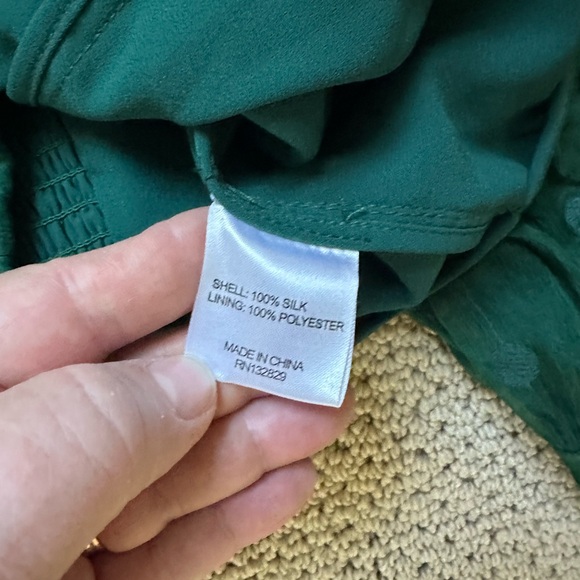 SHELL: 100% SILK
LINING: 100% POLYESTER
MADE IN CHINA
RN132829